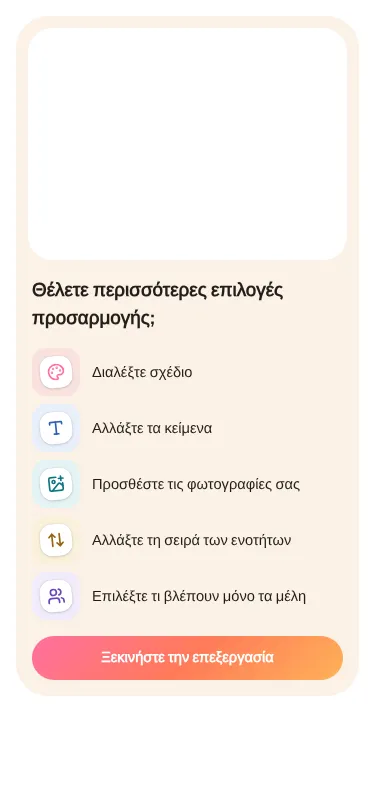 Θέλετε περισσότερες επιλογές
προσαρμογής;
Διαλέξτε σχέδιο
Αλλάξτε τα κείμενα
Προσθέστε τις φωτογραφίες σας
Αλλάξτε τη σειρά των ενοτήτων
Επιλέξτε τι βλέπουν μόνο τα μέλη
Ξεκινήστε την επεξεργασία